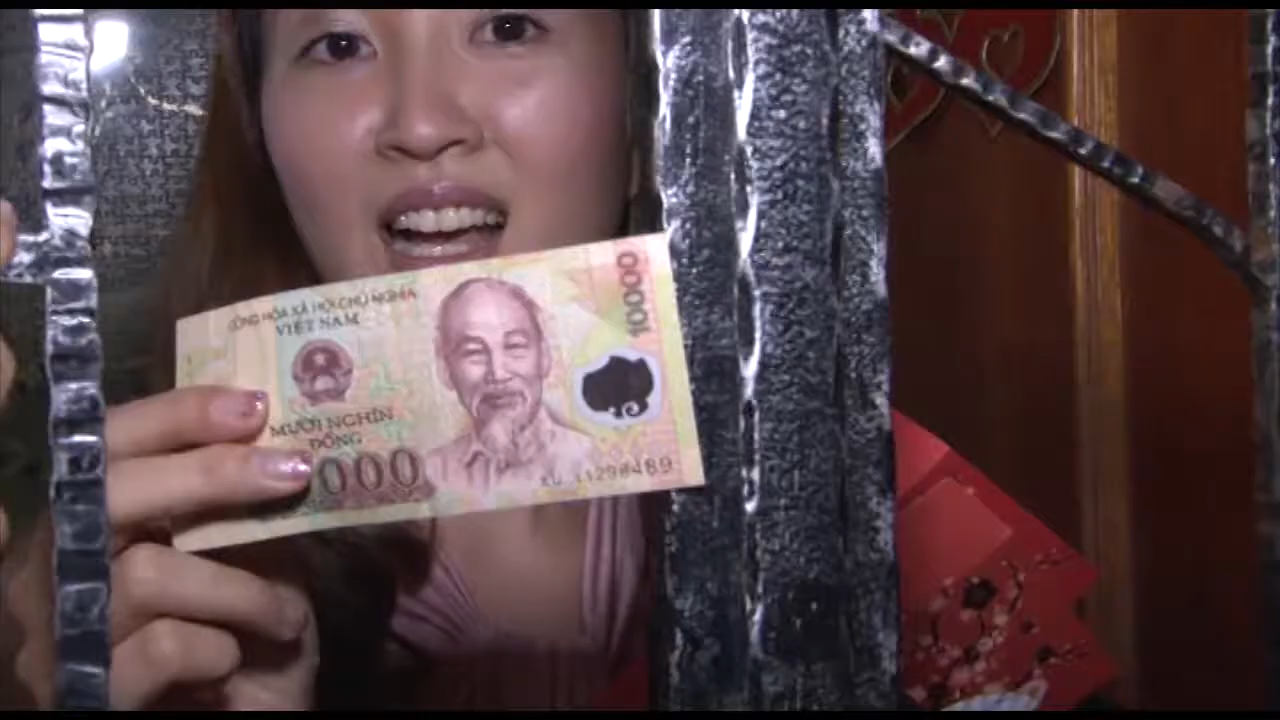 CỘNG HÒA XÃ HỘI CHỦ NGHĨA
VIỆT NAM
10000
MƯỜI NGHÌN
ĐỒNG
000